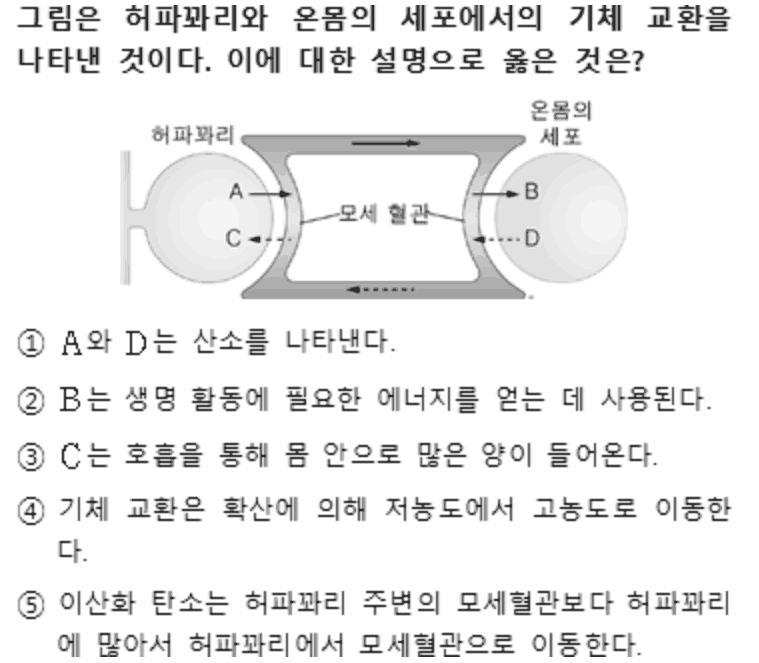 그림은 허파꽈리와 온몸의 세포에서의 기체 교환을
나타낸 것이다. 이에 대한 설명으로 옳은 것은?
온몸의
허파꽈리 세포
A B
모세 혈관
C D
① A와 D는 산소를 나타낸다.
② B는 생명 활동에 필요한 에너지를 얻는 데 사용된다.
③ C는 호흡을 통해 몸 안으로 많은 양이 들어온다.
④ 기체 교환은 확산에 의해 저농도에서 고농도로 이동한
다.
⑤ 이산화 탄소는 허파꽈리 주변의 모세혈관보다 허파꽈리
에 많아서 허파꽈리에서 모세혈관으로 이동한다.